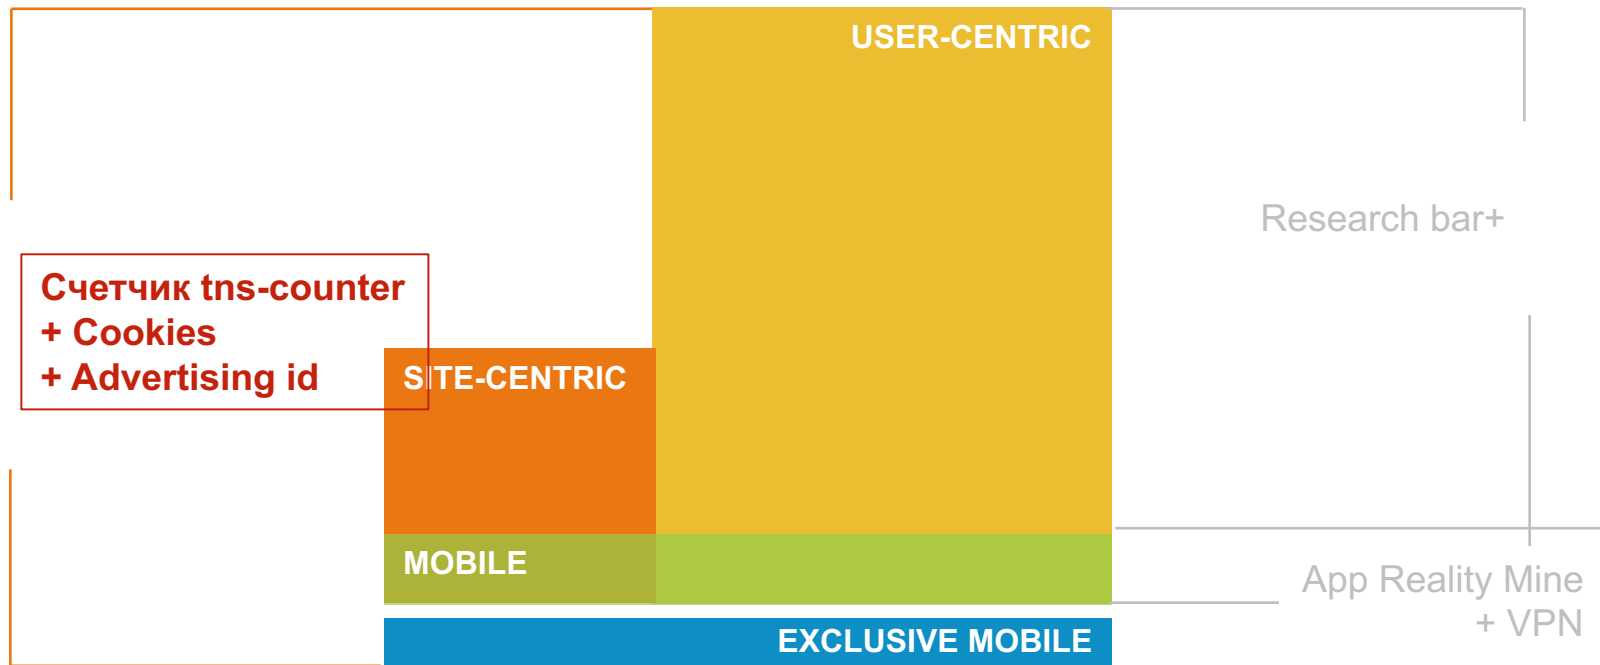 USER-CENTRIC
Research bar+
Счетчик tns-counter
+ Cookies
+ Advertising id
SITE-CENTRIC
MOBILE
App Reality Mine
+ VPN
EXCLUSIVE MOBILE